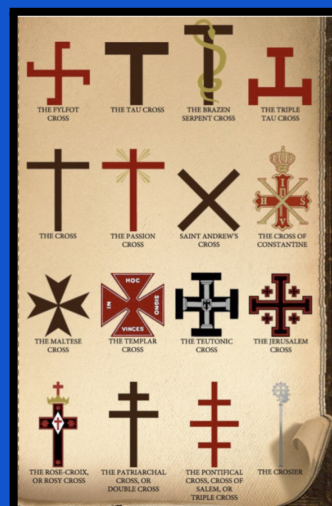 THE FYLFOT
CROSS
THE TAU CROSS
THE BRAZEN
SERPENT CROSS
THE TRIPLE
TAU CROSS
THE CROSS
THE PASSION
CROSS
SAINT ANDREW'S
CROSS
H S
V
THE CROSS OF
CONSTANTINE
THE MALTESE
CROSS
HOC
SIGNO
VINCES
IN
THE TEMPLAR
CROSS
THE TEUTONIC
CROSS
THE JERUSALEM
CROSS
THE ROSE-CROIX,
OR ROSY CROSS
THE PATRIARCHAL
CROSS, OR
DOUBLE CROSS
THE PONTIFICAL
CROSS, CROSS OF
SALEM, OR
TRIPLE CROSS
THE CROSIER